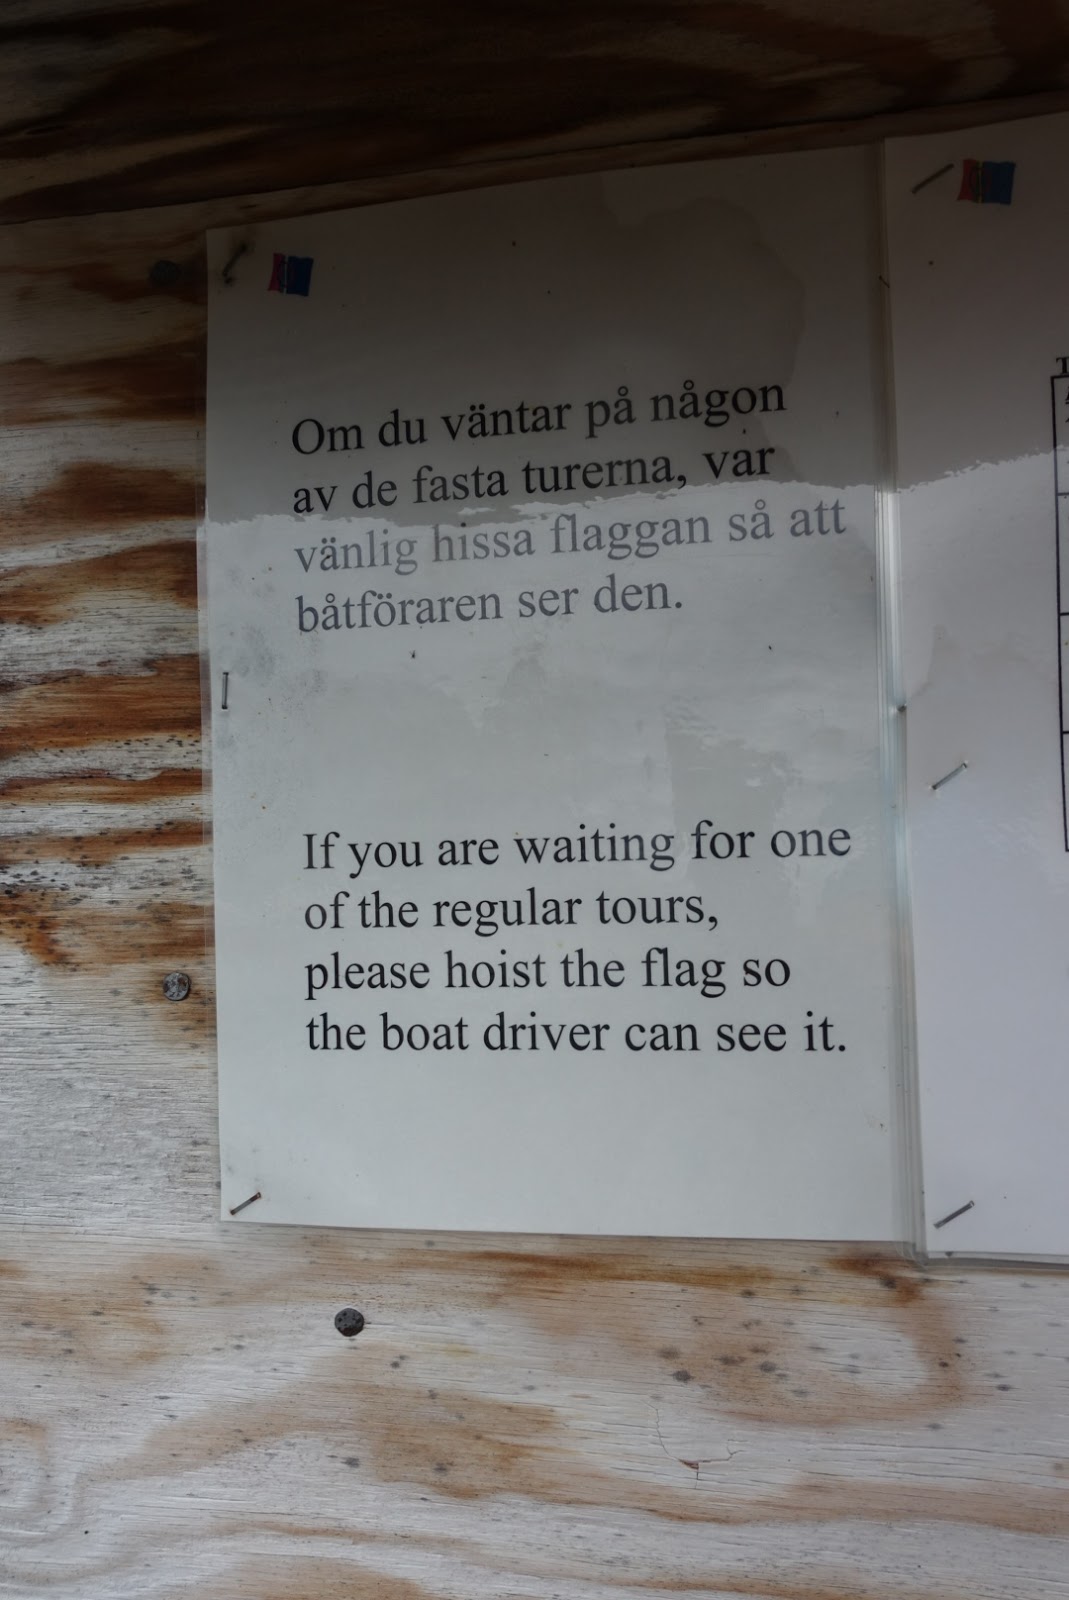 Om du väntar på någon
av de fasta turerna, var
vänlig hissa flaggan så att
båtföraren ser den.
If you are waiting for one
of the regular tours,
please hoist the flag so
the boat driver can see it.